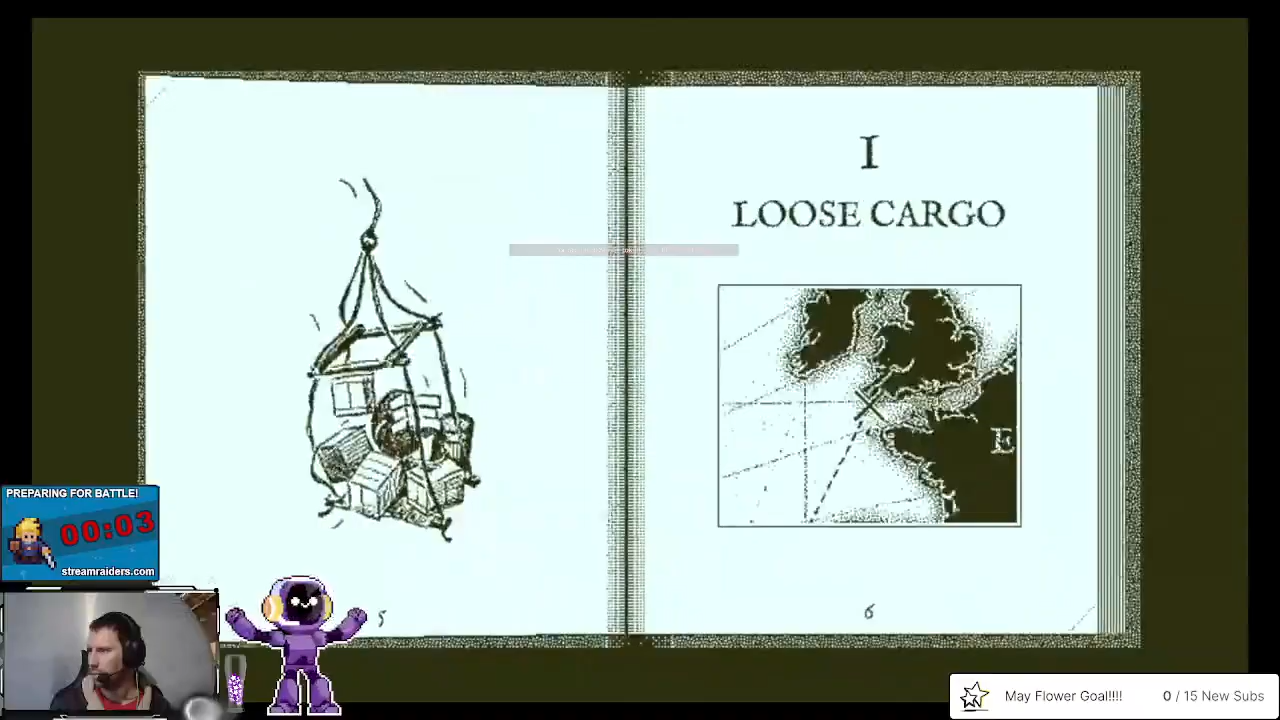 I
LOOSE CARGO
E
5
6
PREPARING FOR BATTLE!
00:03
streamraiders.com
May Flower Goal!!!! 0 / 15 New Subs